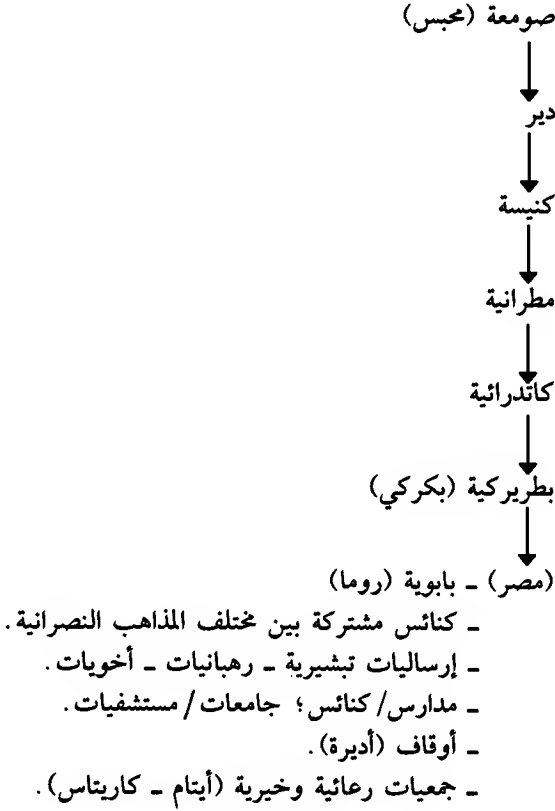 صومعة (محبس)
دير
كنيسة
مطرانية
كاتدرائية
بطريركية (بكركي)
(مصر) ـ بابوية (روما)
ـ كنائس مشتركة بين مختلف المذاهب النصرانية.
ـ إرساليات تبشيرية ـ رهبانيات ـ أخويات.
ـ مدارس/كنائس؛ جامعات/مستشفيات.
ـ أوقاف (أديرة).
ـ جمعيات رعائية وخيرية (أيتام ـ كاريتاس).